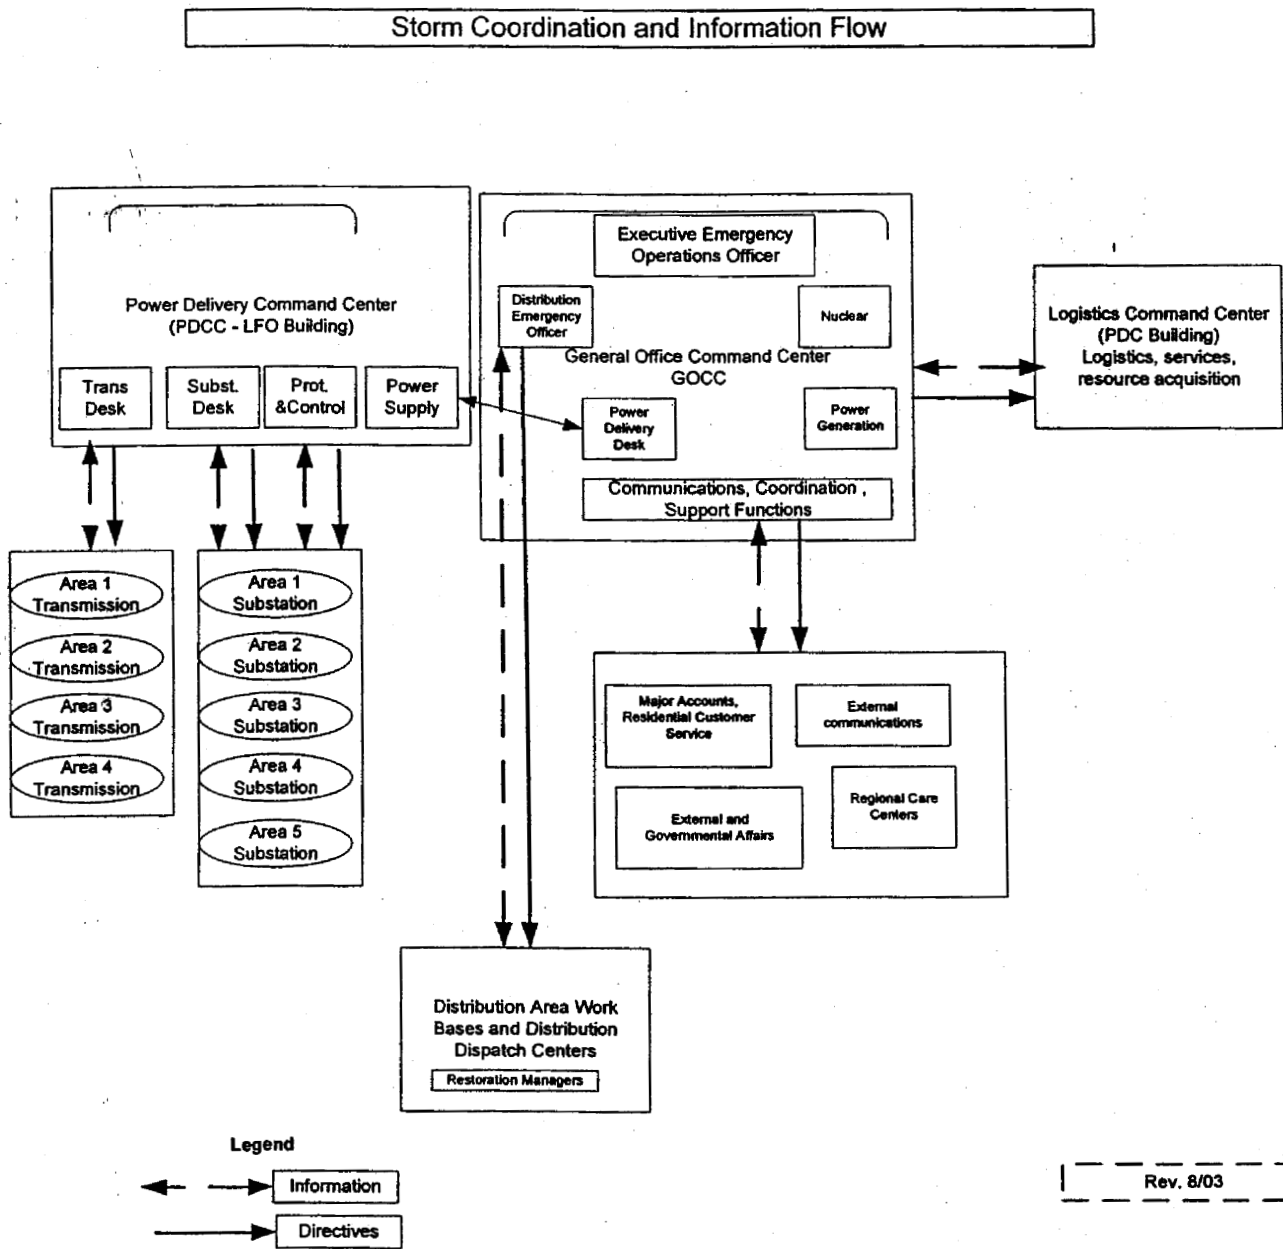 Storm Coordination and Information Flow
Power Delivery Command Center
(PDCC - LFO Building)
Trans
Desk
Subst.
Desk
Prot.
&Control
Power
Supply
Executive Emergency
Operations Officer
Distribution
Emergency
Officer
Nuclear
General Office Command Center
GOCC
Power
Delivery
Desk
Power
Generation
Communications, Coordination ,
Support Functions
Logistics Command Center
(PDC Building)
Logistics, services,
resource acquisition
Area 1
Transmission
Area 2
Transmission
Area 3
Transmission
Area 4
Transmission
Area 1
Substation
Area 2
Substation
Area 3
Substation
Area 4
Substation
Area 5
Substation
Major Accounts,
Residential Customer
Service
External
communications
External and
Governmental Affairs
Regional Care
Centers
Distribution Area Work
Bases and Distribution
Dispatch Centers
Restoration Managers
Legend
Information
Directives
Rev. 8/03